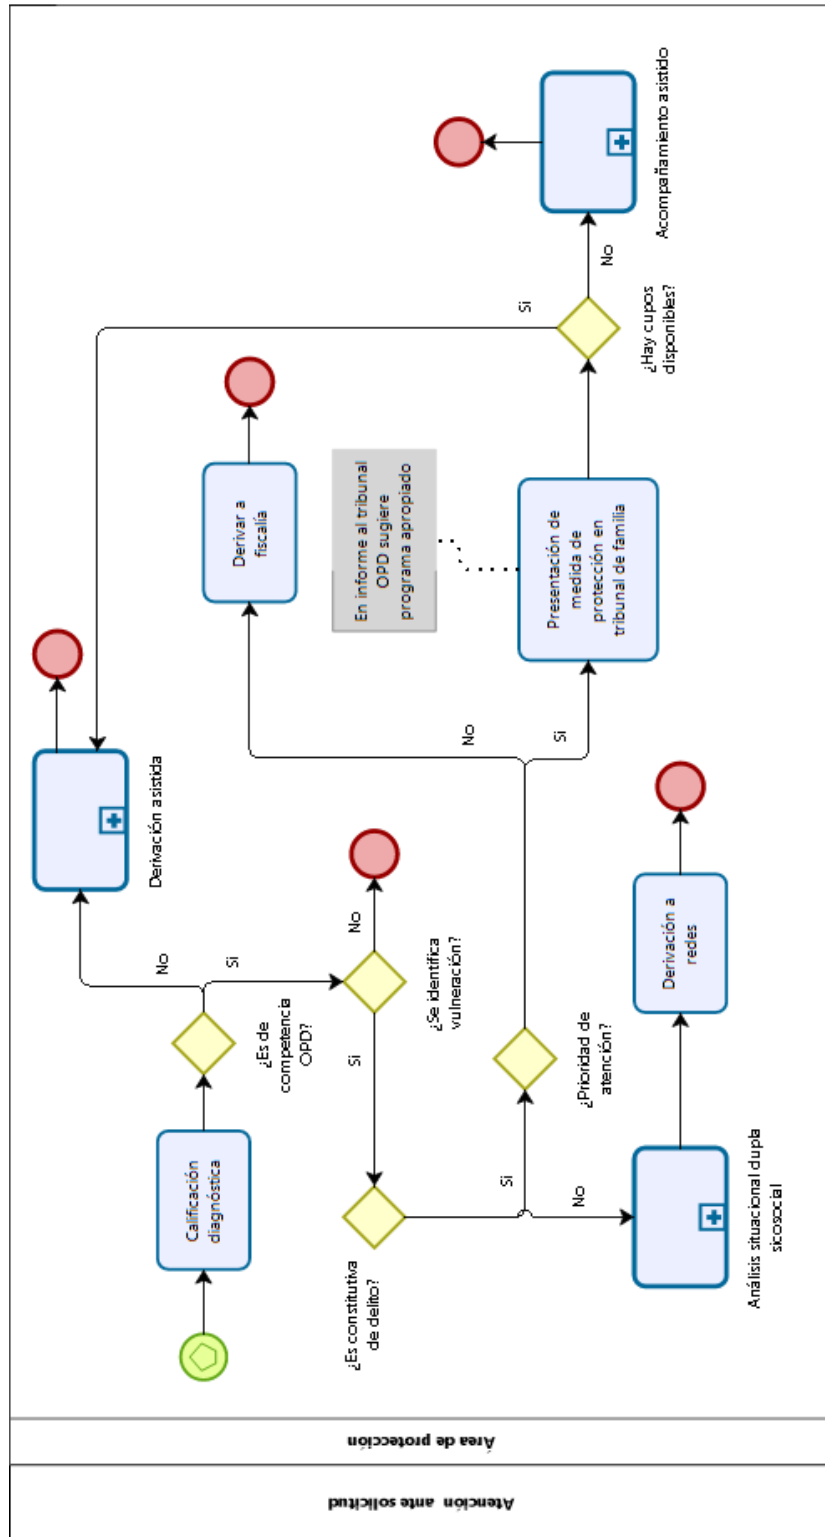 Atención ante solicitud
Área de protección
Calificación
diagnóstica
¿Es de
competencia
OPD?
No
Si
Derivación asistida
¿Se identifica
vulneración?
No
Si
¿Es constitutiva
de delito?
Si
No
¿Prioridad de
atención?
No
Si
Derivar a
fiscalía
En informe al tribunal
OPD sugiere
programa apropiado
Presentación de
medida de
protección en
tribunal de familia
¿Hay cupos
disponibles?
Si
No
Acompañamiento asistido
Análisis situacional dupla
sicosocial
Derivación a
redes